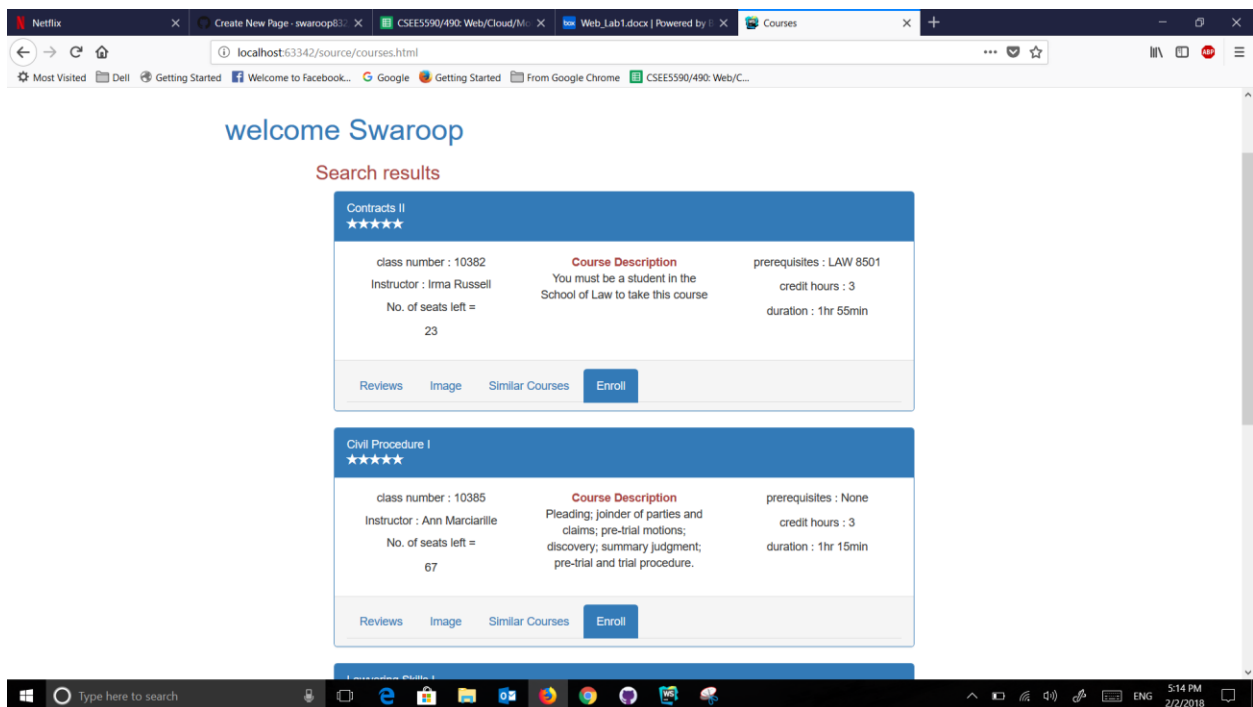 Netflix
Create New Page · swaroop832
CSEE5590/490: Web/Cloud/Mo
Web_Lab1.docx | Powered by B
Courses
localhost:63342/source/courses.html
Most Visited Dell Getting Started Welcome to Facebook... Google Getting Started From Google Chrome CSEE5590/490: Web/C...
welcome Swaroop
Search results
Contracts II
★★★★★
class number : 10382
Instructor : Irma Russell
No. of seats left =
23
Course Description
You must be a student in the
School of Law to take this course
prerequisites : LAW 8501
credit hours : 3
duration : 1hr 55min
Reviews Image Similar Courses Enroll
Civil Procedure I
★★★★★
class number : 10385
Instructor : Ann Marciarille
No. of seats left =
67
Course Description
Pleading; joinder of parties and
claims; pre-trial motions;
discovery; summary judgment;
pre-trial and trial procedure.
prerequisites : None
credit hours : 3
duration : 1hr 15min
Reviews Image Similar Courses Enroll
Lawyering Skills I
Type here to search
ENG
5:14 PM
2/2/2018